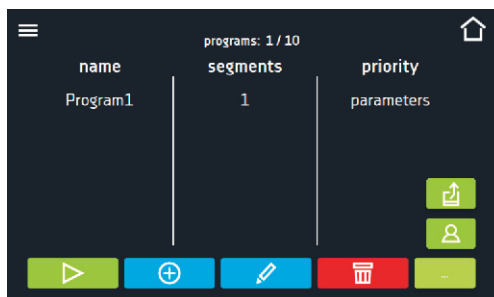 programs: 1/10
name segments priority
Program1 1 parameters
...